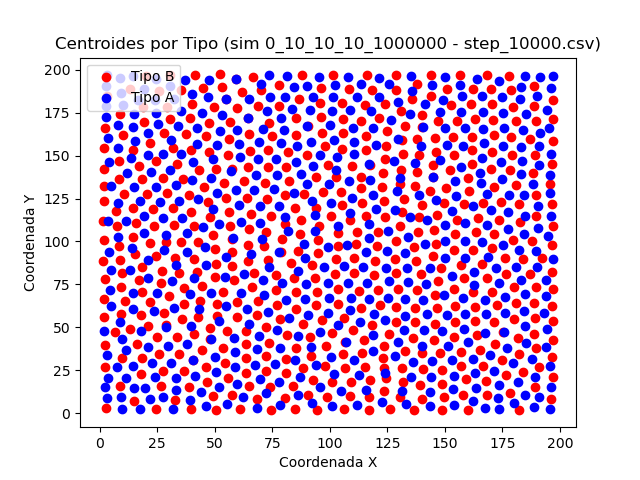 Centroides por Tipo (sim 0_10_10_10_1000000 - step_10000.csv)
Tipo B
Tipo A
Coordenada Y
200
175
150
125
100
75
50
25
0
0 25 50 75 100 125 150 175 200
Coordenada X